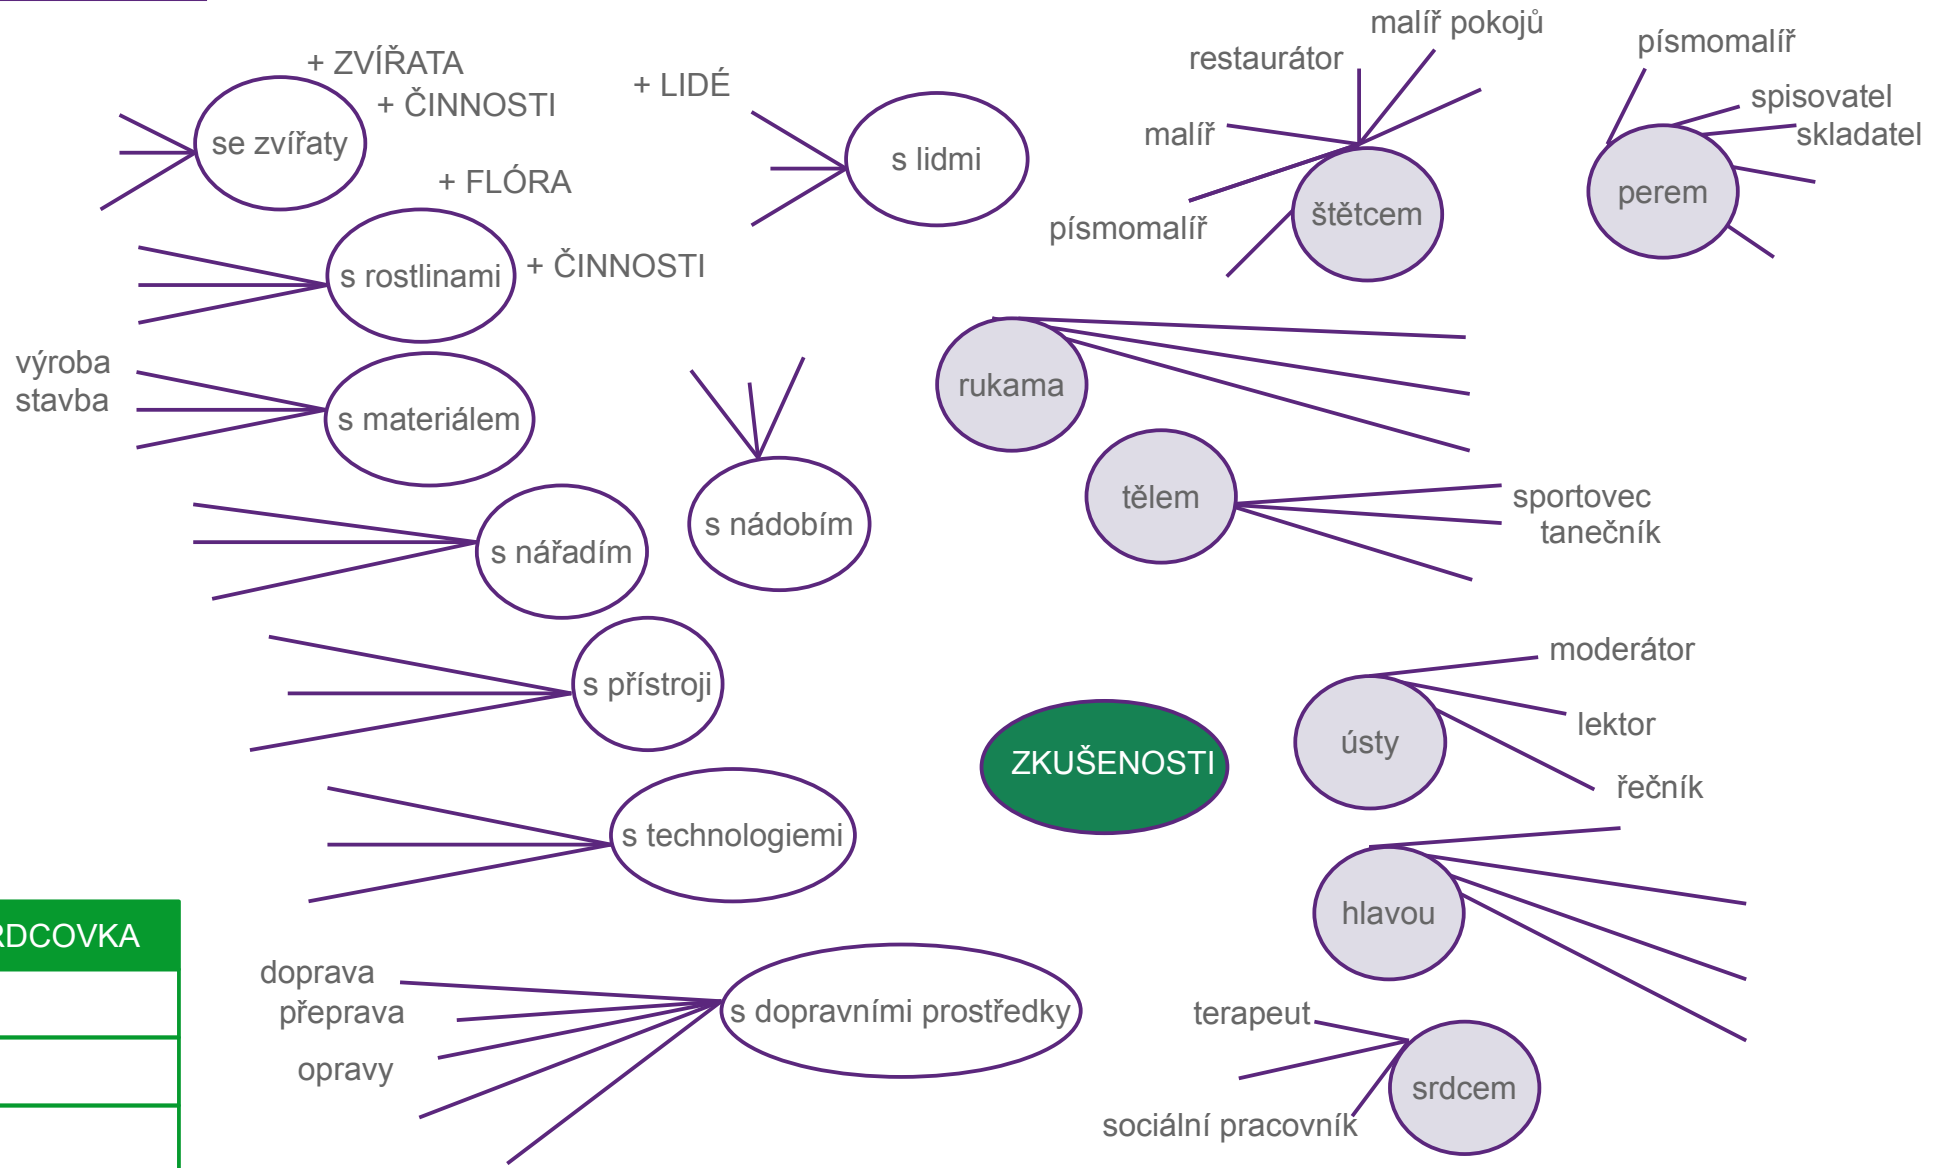 + ZVÍŘATA
+ ČINNOSTI
se zvířaty
+ LIDÉ
s lidmi
+ FLÓRA
s rostlinami
+ ČINNOSTI
výroba
stavba
s materiálem
s nářadím
s nádobím
s přístroji
s technologiemi
doprava
přeprava
opravy
s dopravními prostředky
ZKUŠENOSTI
malíř pokojů
restaurátor
malíř
písmomalíř
štětcem
písmomalíř
spisovatel
skladatel
perem
rukama
tělem
sportovec
tanečník
moderátor
lektor
řečník
ústy
hlavou
terapeut
sociální pracovník
srdcem
RDCOVKA